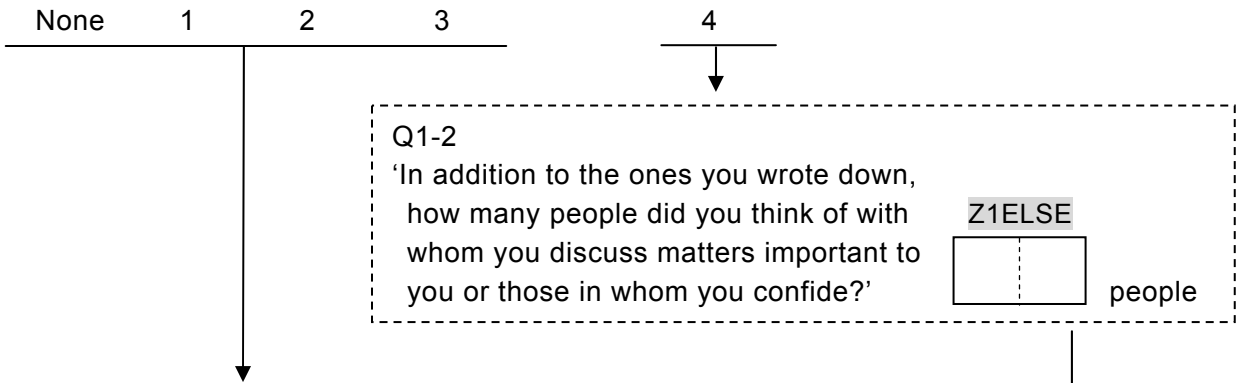 None 1 2 3 4
Q1-2
‘In addition to the ones you wrote down,
how many people did you think of with
whom you discuss matters important to
you or those in whom you confide?’
Z1ELSE
people